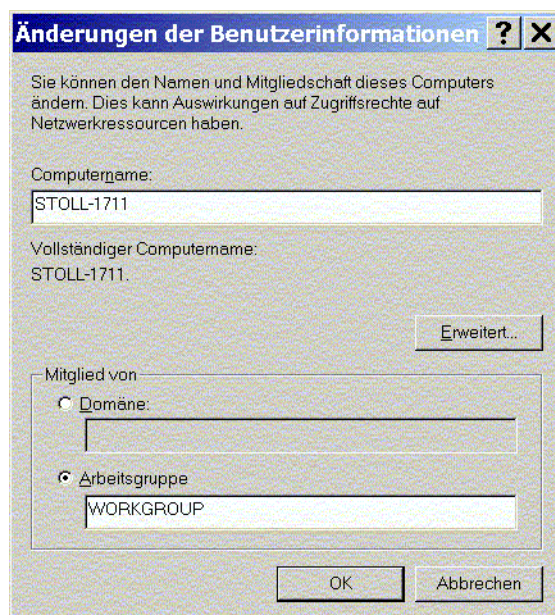 Änderungen der Benutzerinformationen ? X
Sie können den Namen und Mitgliedschaft dieses Computers
ändern. Dies kann Auswirkungen auf Zugriffsrechte auf
Netzwerkressourcen haben.
Computername:
STOLL-1711
Vollständiger Computername:
STOLL-1711.
Erweitert...
Mitglied von
Domäne:
Arbeitsgruppe
WORKGROUP
OK Abbrechen